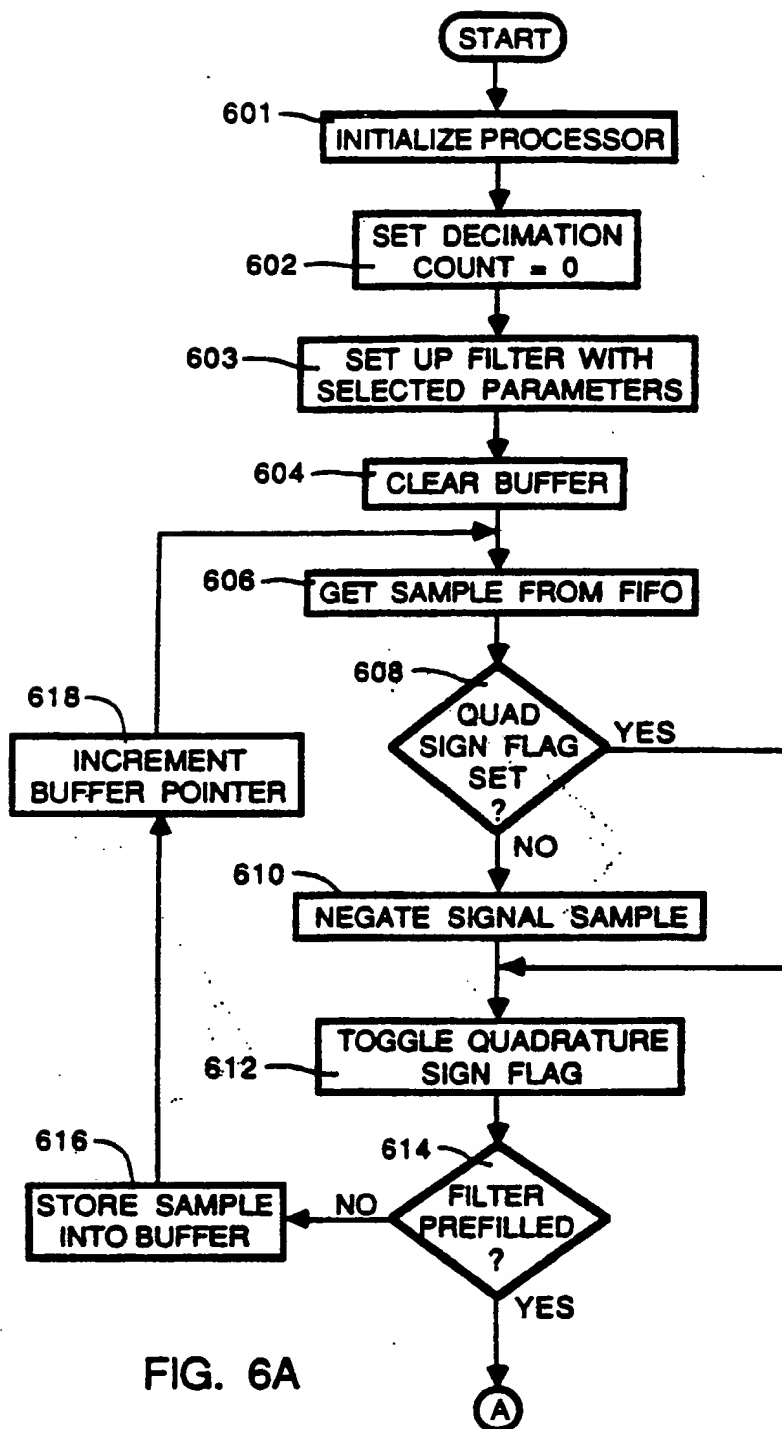 START
601
INITIALIZE PROCESSOR
SET DECIMATION
COUNT = 0
602
603
SET UP FILTER WITH
SELECTED PARAMETERS
604
CLEAR BUFFER
606
GET SAMPLE FROM FIFO
608
618
QUAD
SIGN FLAG
SET
?
YES
INCREMENT
BUFFER POINTER
NO
610
NEGATE SIGNAL SAMPLE
TOGGLE QUADRATURE
SIGN FLAG
612
616
614
STORE SAMPLE
INTO BUFFER
NO
FILTER
PREFILLED
?
YES
FIG. 6A
A